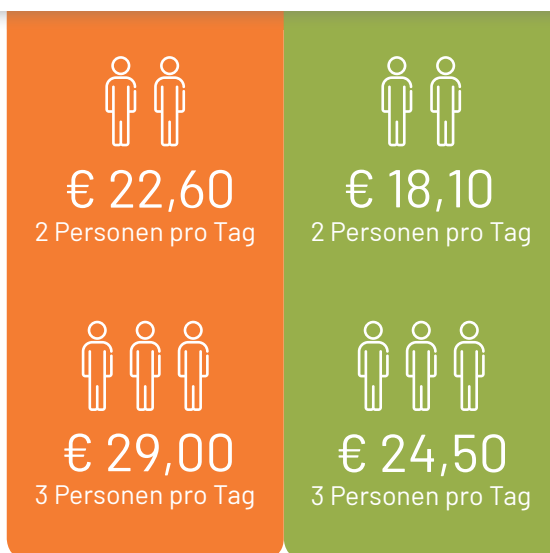 € 22,60
2 Personen pro Tag
€ 29,00
3 Personen pro Tag
€ 18,10
2 Personen pro Tag
€ 24,50
3 Personen pro Tag